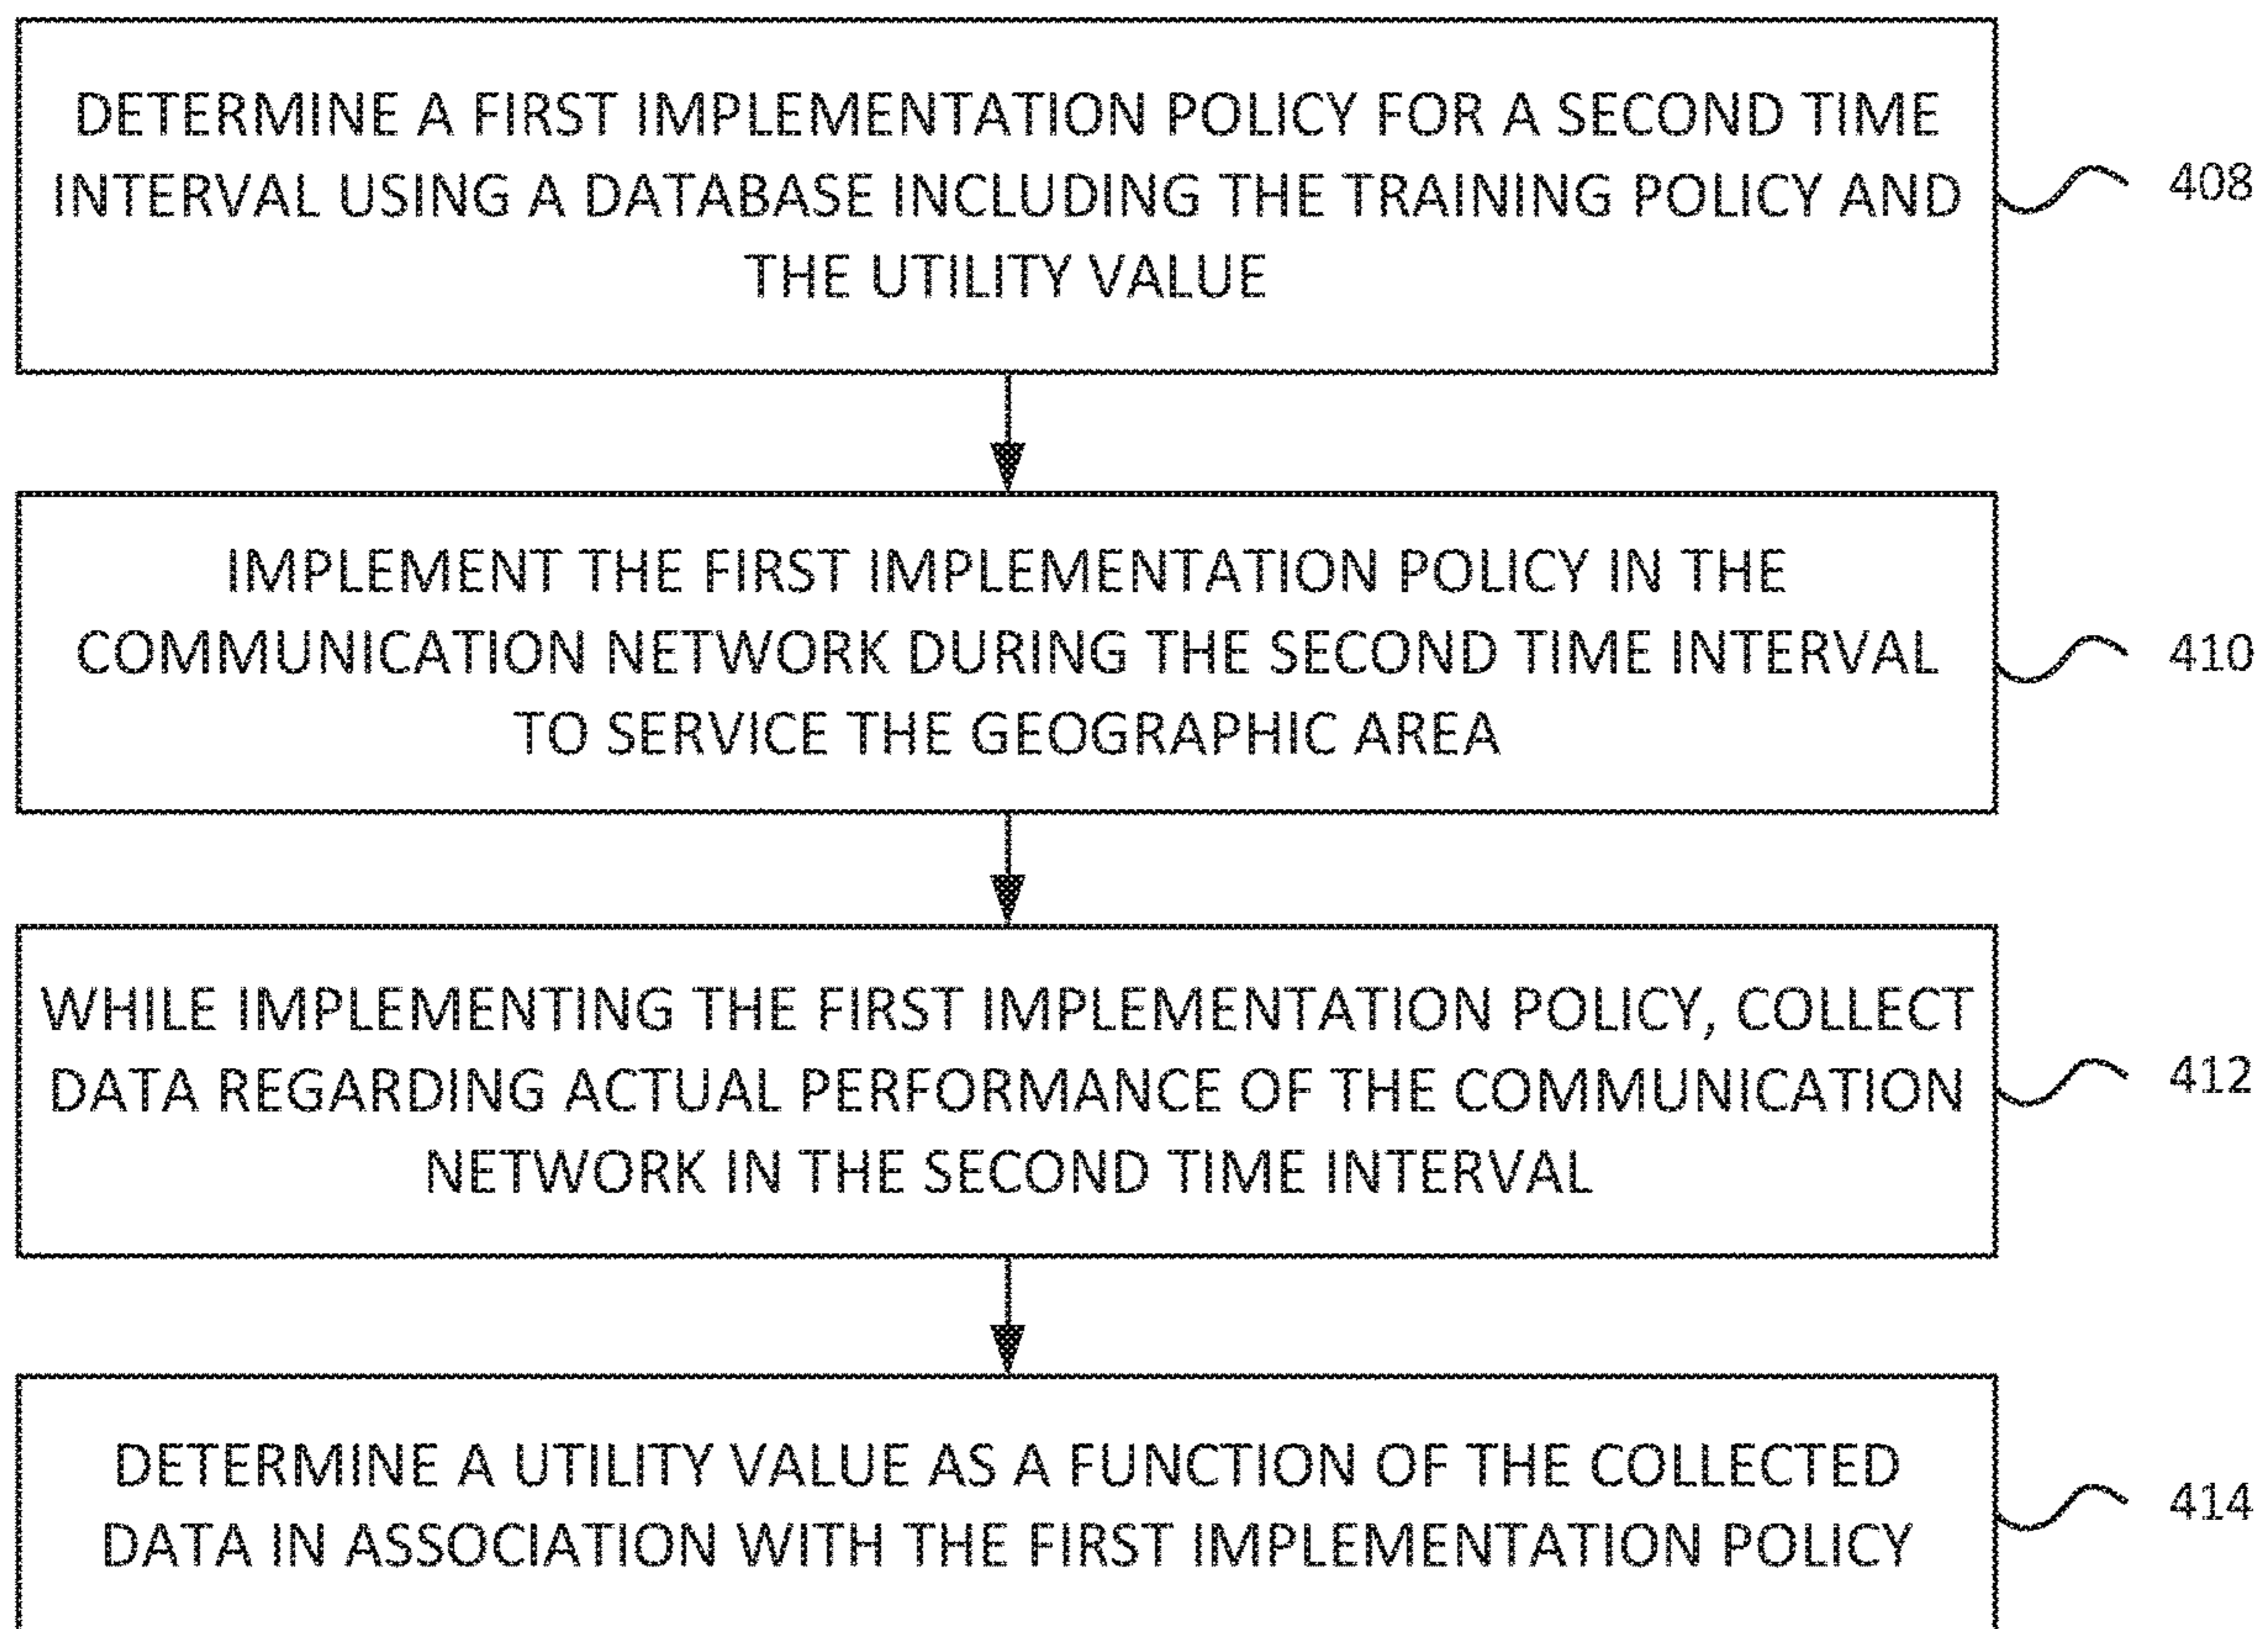 DETERMINE A FIRST IMPLEMENTATION POLICY FOR A SECOND TIME
INTERVAL USING A DATABASE INCLUDING THE TRAINING POLICY AND
THE UTILITY VALUE
408
IMPLEMENT THE FIRST IMPLEMENTATION POLICY IN THE
COMMUNICATION NETWORK DURING THE SECOND TIME INTERVAL
TO SERVICE THE GEOGRAPHIC AREA
410
WHILE IMPLEMENTING THE FIRST IMPLEMENTATION POLICY, COLLECT
DATA REGARDING ACTUAL PERFORMANCE OF THE COMMUNICATION
NETWORK IN THE SECOND TIME INTERVAL
412
DETERMINE A UTILITY VALUE AS A FUNCTION OF THE COLLECTED
DATA IN ASSOCIATION WITH THE FIRST IMPLEMENTATION POLICY
414